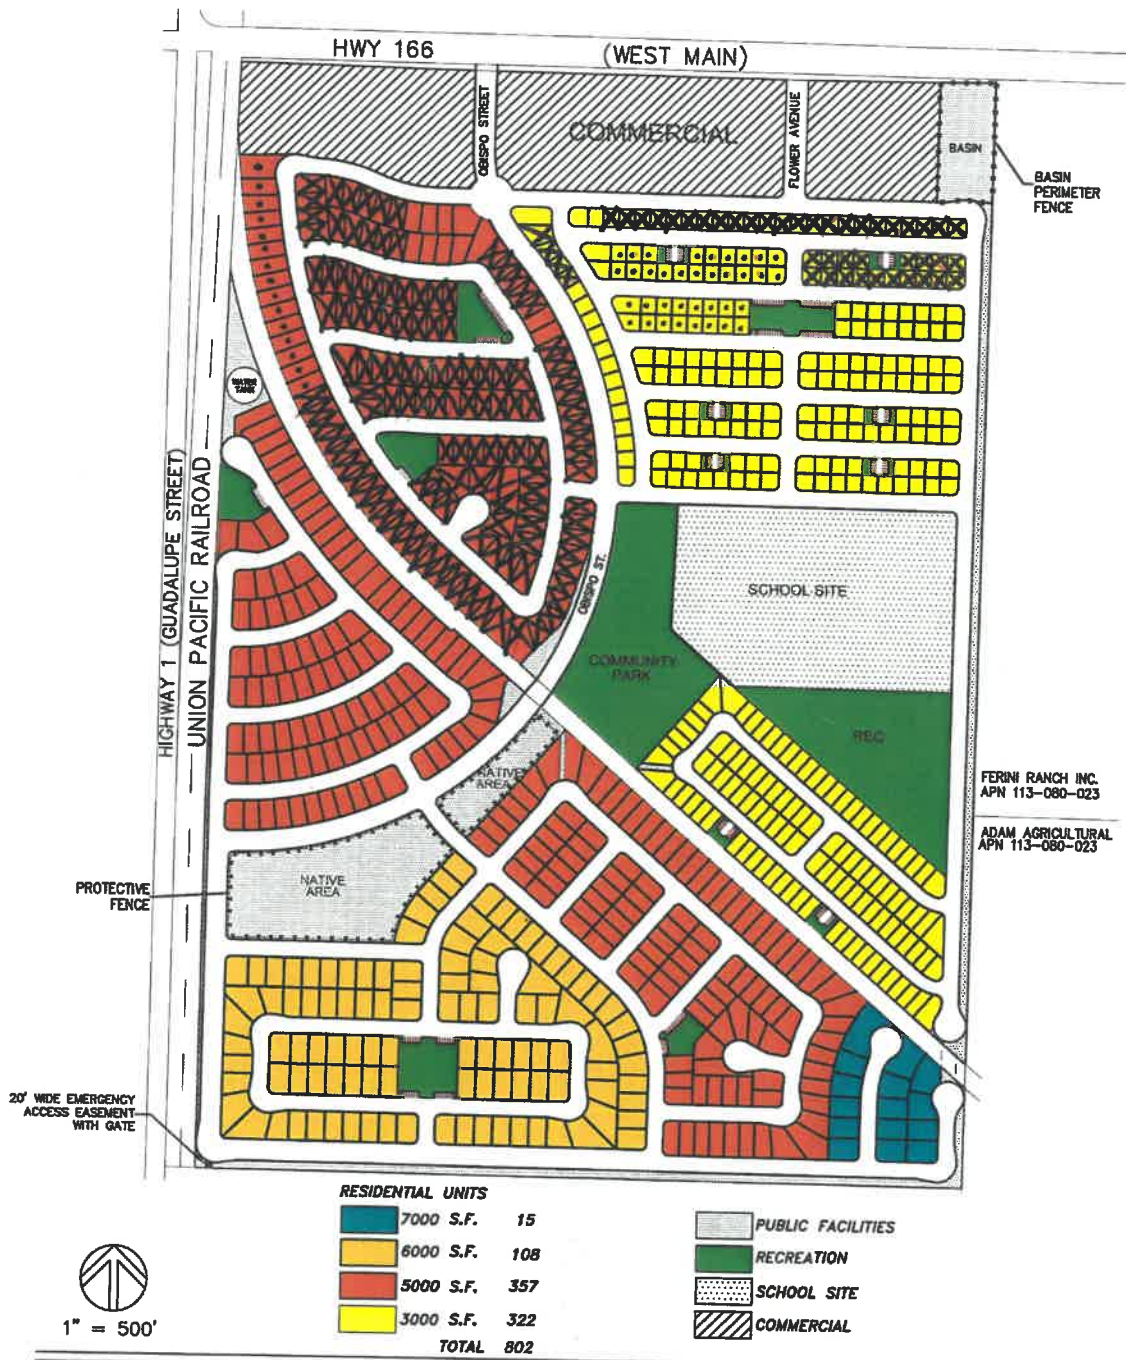 HWY 166
(WEST MAIN)
OBISPO STREET
COMMERCIAL
FLOWER AVENUE
BASIN
BASIN
PERIMETER
FENCE
WATER
TANK
HIGHWAY 1 (GUADALUPE STREET)
UNION PACIFIC RAILROAD
OBISPO ST.
SCHOOL SITE
COMMUNITY
PARK
REC
NATIVE
AREA
FERINI RANCH INC.
APN 113-080-023
ADAM AGRICULTURAL
APN 113-080-023
PROTECTIVE
FENCE
NATIVE
AREA
20' WIDE EMERGENCY
ACCESS EASEMENT
WITH GATE
RESIDENTIAL UNITS
7000 S.F. 15
6000 S.F. 108
5000 S.F. 357
3000 S.F. 322
TOTAL 802
PUBLIC FACILITIES
RECREATION
SCHOOL SITE
COMMERCIAL
1" = 500'